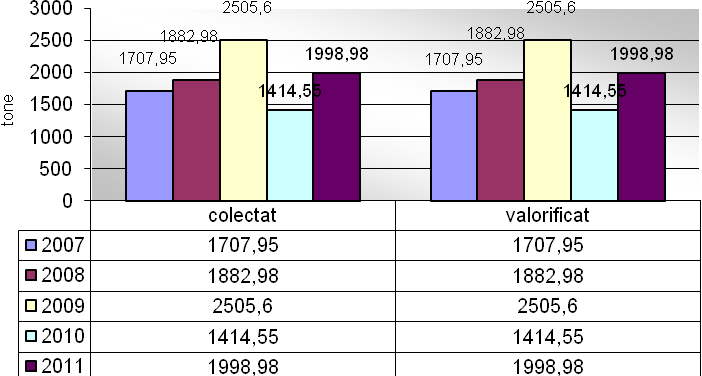 3000
2500
2000
1500
1000
500
0
tone
1707,95
1882,98
2505,6
1414,55
1998,98
1707,95
1882,98
2505,6
1414,55
1998,98
colectat valorificat
2007 1707,95 1707,95
2008 1882,98 1882,98
2009 2505,6 2505,6
2010 1414,55 1414,55
2011 1998,98 1998,98